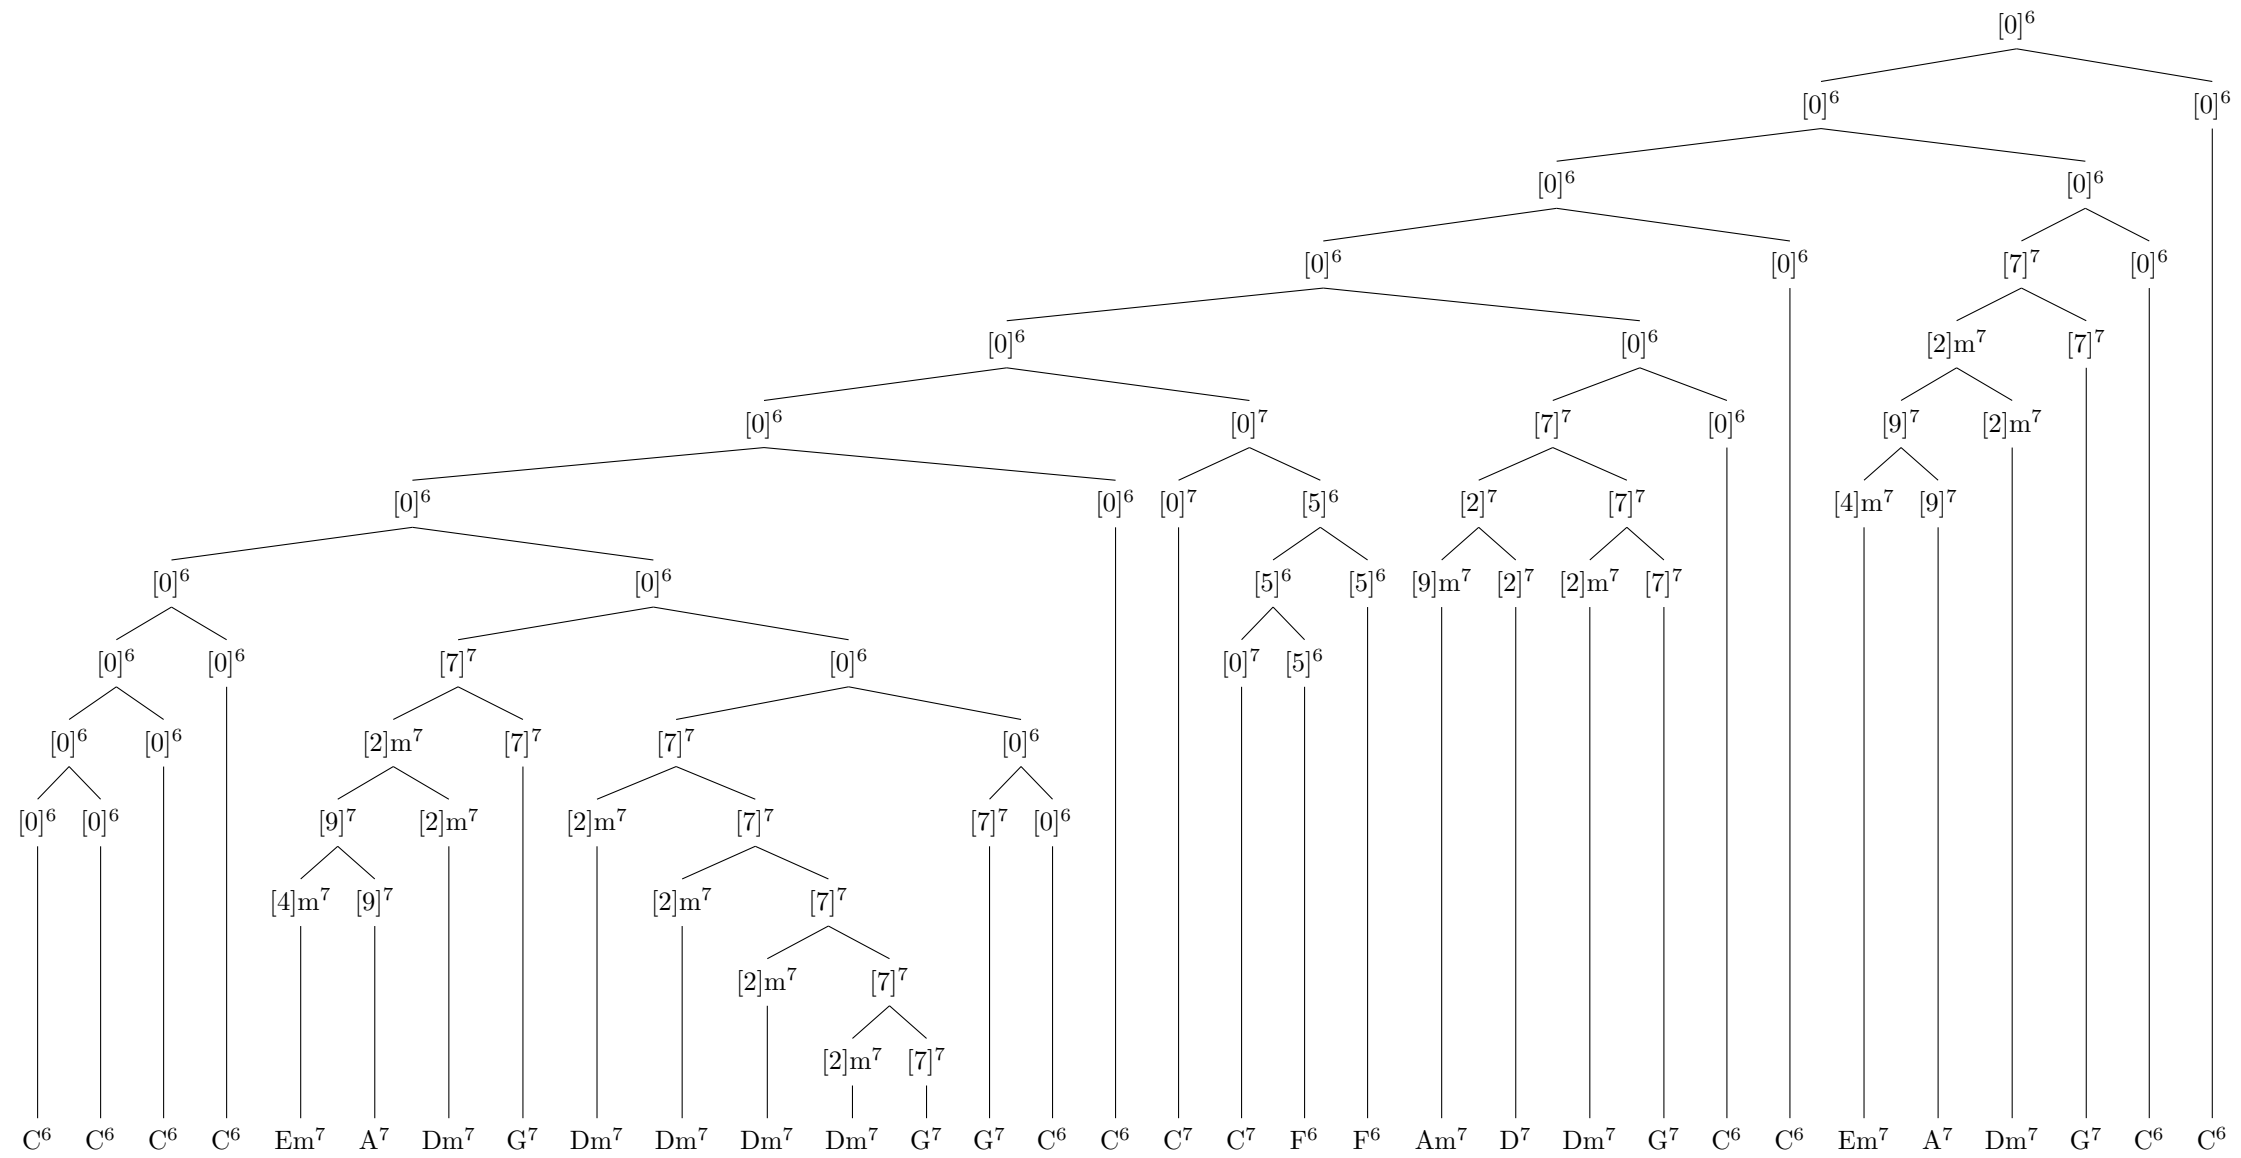 [0]⁶
[0]⁶ [0]⁶
[0]⁶ [0]⁶
[0]⁶ [0]⁶ [7]⁷ [0]⁶
[0]⁶ [0]⁶ [2]m⁷ [7]⁷
[0]⁶ [0]⁷ [7]⁷ [0]⁶ [9]⁷ [2]m⁷
[0]⁶ [0]⁶ [0]⁷ [5]⁶ [2]⁷ [7]⁷ [4]m⁷ [9]⁷
[0]⁶ [0]⁶ [5]⁶ [5]⁶ [9]m⁷ [2]⁷ [2]m⁷ [7]⁷
[0]⁶ [0]⁶ [7]⁷ [0]⁶ [0]⁷ [5]⁶
[0]⁶ [0]⁶ [2]m⁷ [7]⁷ [7]⁷ [0]⁶
[0]⁶ [0]⁶ [9]⁷ [2]m⁷ [2]m⁷ [7]⁷ [7]⁷ [0]⁶
[4]m⁷ [9]⁷ [2]m⁷ [7]⁷
[2]m⁷ [7]⁷
[2]m⁷ [7]⁷
C⁶ C⁶ C⁶ C⁶ Em⁷ A⁷ Dm⁷ G⁷ Dm⁷ Dm⁷ Dm⁷ Dm⁷ G⁷ G⁷ C⁶ C⁶ C⁷ C⁷ F⁶ F⁶ Am⁷ D⁷ Dm⁷ G⁷ C⁶ C⁶ Em⁷ A⁷ Dm⁷ G⁷ C⁶ C⁶